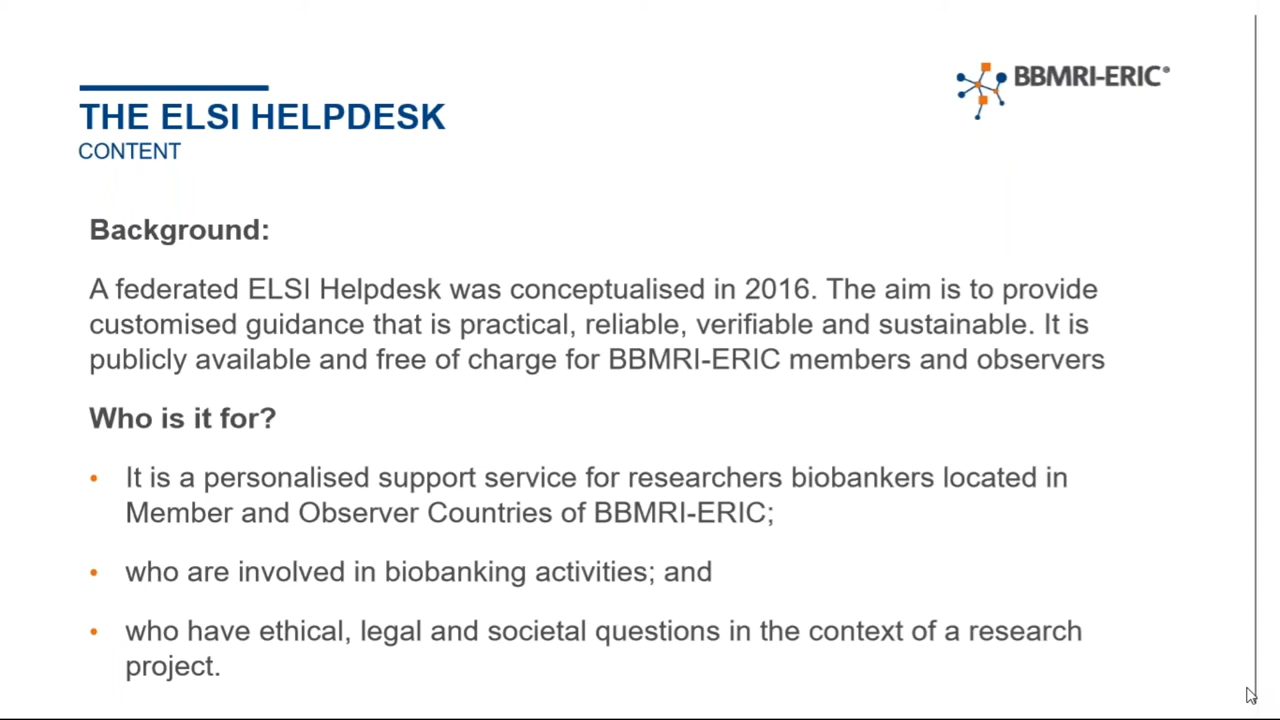 BBMRI-ERIC®
THE ELSI HELPDESK
CONTENT
Background:
A federated ELSI Helpdesk was conceptualised in 2016. The aim is to provide
customised guidance that is practical, reliable, verifiable and sustainable. It is
publicly available and free of charge for BBMRI-ERIC members and observers
Who is it for?
• It is a personalised support service for researchers biobankers located in
Member and Observer Countries of BBMRI-ERIC;
• who are involved in biobanking activities; and
• who have ethical, legal and societal questions in the context of a research
project.